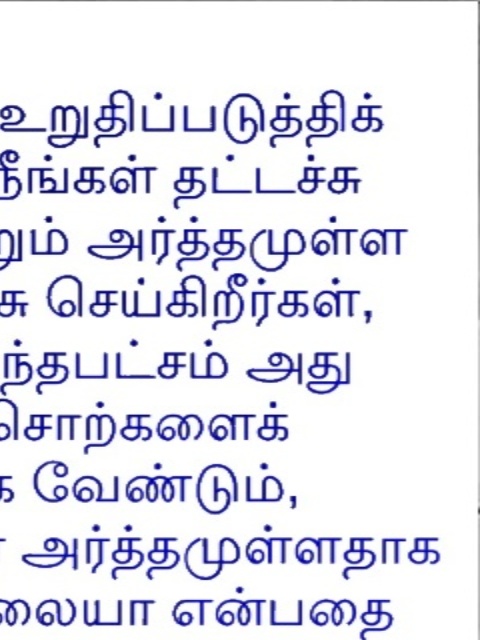 உறுதிப்படுத்திக்
நீங்கள் தட்டச்சு
றும் அர்த்தமுள்ள
சு செய்கிறீர்கள்,
ந்தபட்சம் அது
சொற்களைக்
க வேண்டும்,
அர்த்தமுள்ளதாக
லையா என்பதை